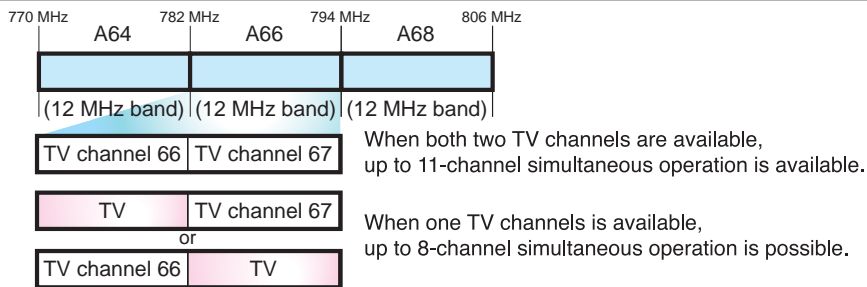 770 MHz 782 MHz 794 MHz 806 MHz
A64 A66 A68
(12 MHz band) (12 MHz band) (12 MHz band)
TV channel 66 TV channel 67
When both two TV channels are available,
up to 11-channel simultaneous operation is available.
TV TV channel 67
or
TV channel 66 TV
When one TV channels is available,
up to 8-channel simultaneous operation is possible.